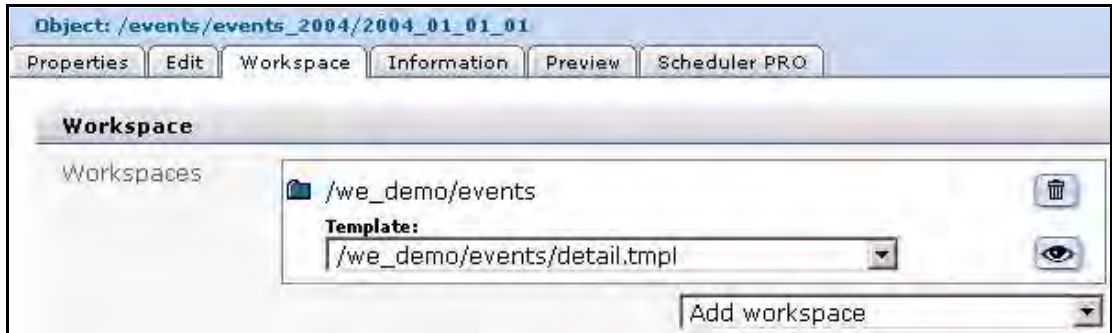 Object: /events/events_2004/2004_01_01_01
Properties Edit Workspace Information Preview Scheduler PRO
Workspace
Workspaces
/we_demo/events
Template:
/we_demo/events/detail.tmpl
Add workspace